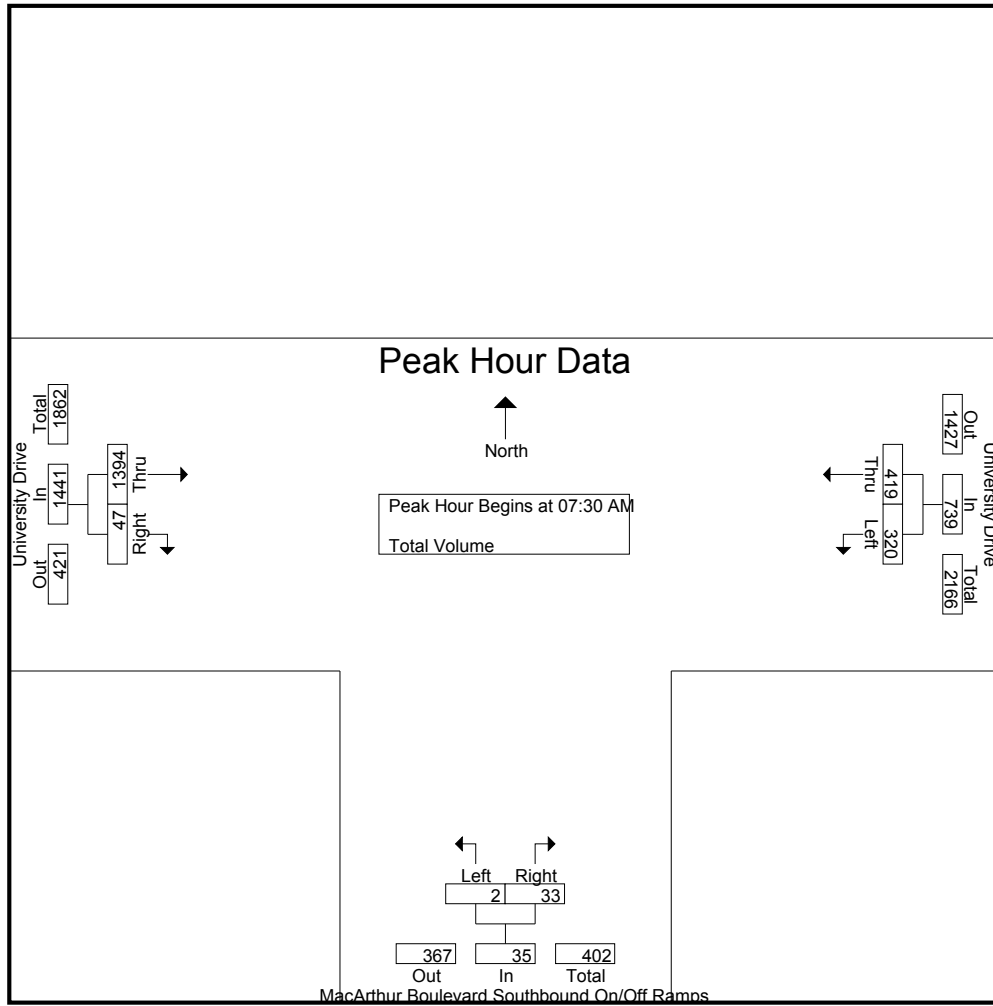 Peak Hour Data
North
Peak Hour Begins at 07:30 AM
Total Volume
University Drive
Total
1862
In
1441
Out
421
1394
Thru
47
Right
University Drive
Out
1427
In
739
Total
2166
Thru
419
Left
320
Left Right
2 33
367 35 402
Out In Total
MacArthur Boulevard Southbound On/Off Ramps